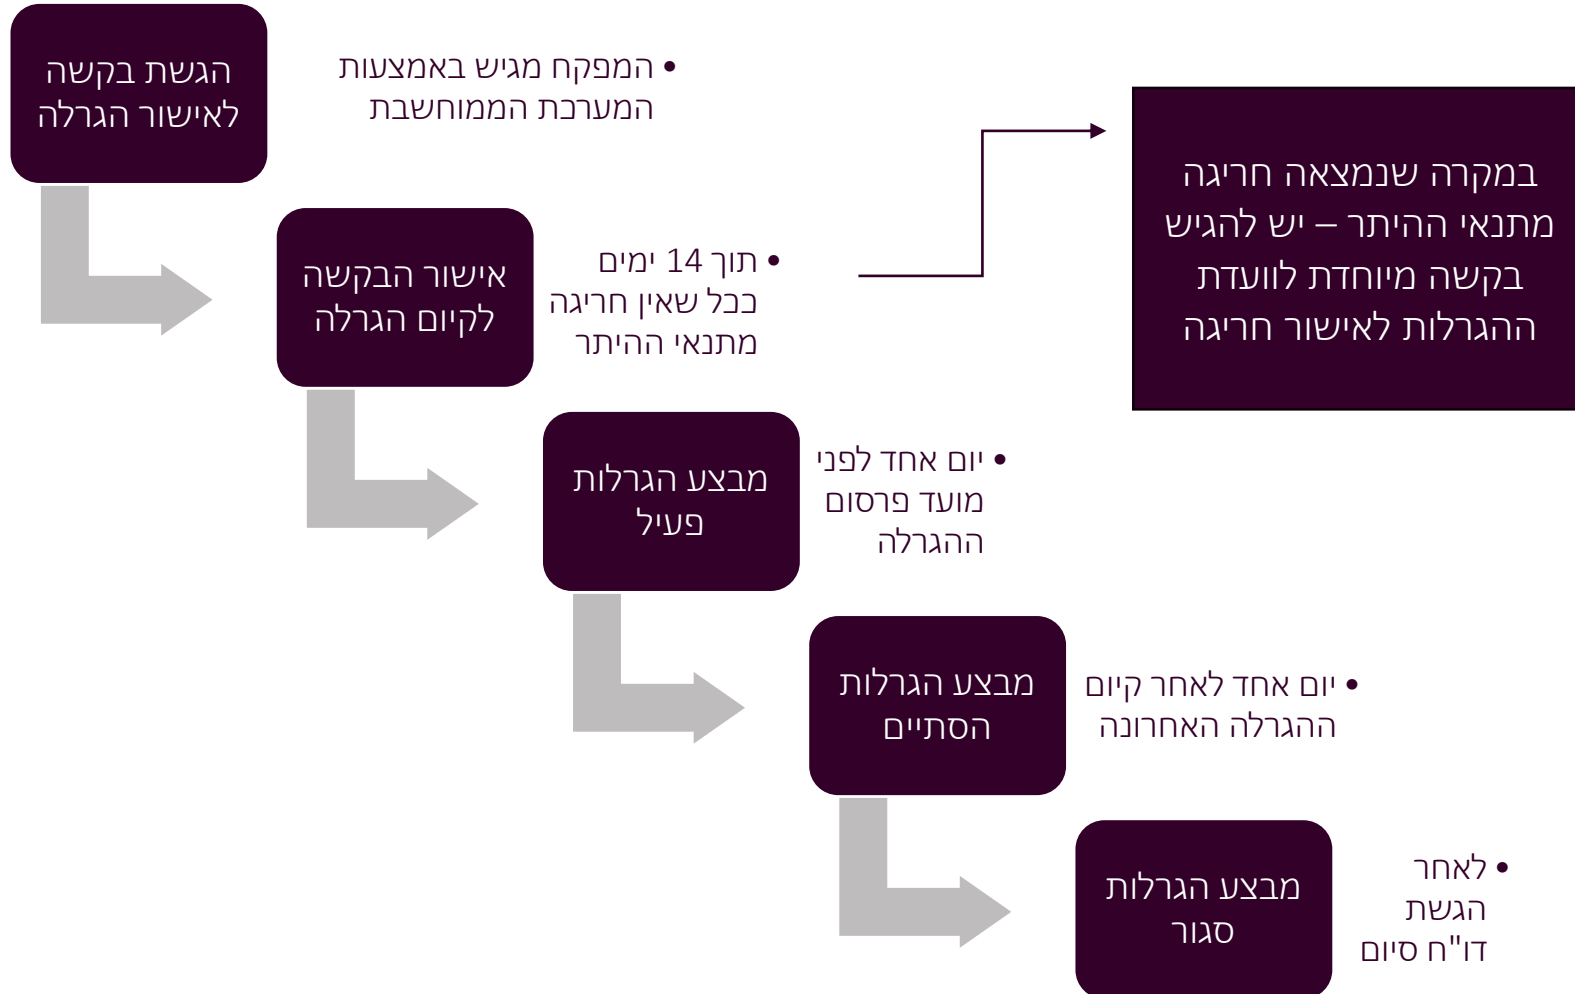 הגשת בקשה
לאישור הגרלה
• המפקח מגיש באמצעות
המערכת הממוחשבת
במקרה שנמצאה חריגה
מתנאי ההיתר – יש להגיש
בקשה מיוחדת לוועדת
ההגרלות לאישור חריגה
אישור הבקשה
לקיום הגרלה
• תוך 14 ימים
ככל שאין חריגה
מתנאי ההיתר
מבצע הגרלות
פעיל
• יום אחד לפני
מועד פרסום
ההגרלה
מבצע הגרלות
הסתיים
• יום אחד לאחר קיום
ההגרלה האחרונה
מבצע הגרלות
סגור
• לאחר
הגשת
דו"ח סיום